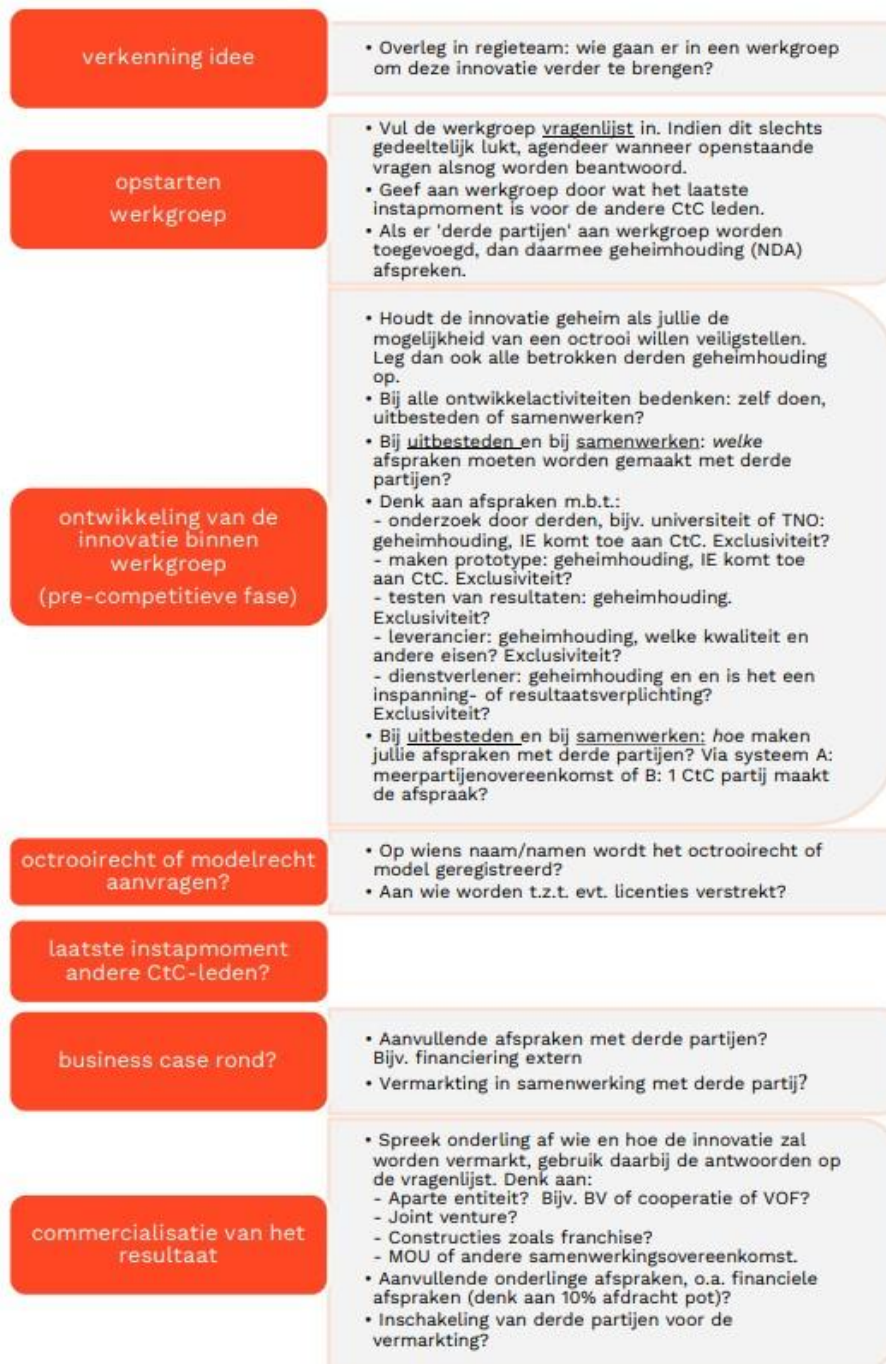 verkenning idee
• Overleg in regieteam: wie gaan er in een werkgroep
om deze innovatie verder te brengen?
opstarten
werkgroep
• Vul de werkgroep vragenlijst in. Indien dit slechts
gedeeltelijk lukt, agendeer wanneer openstaande
vragen alsnog worden beantwoord.
• Geef aan werkgroep door wat het laatste
instapmoment is voor de andere CtC leden.
• Als er 'derde partijen' aan werkgroep worden
toegevoegd, dan daarmee geheimhouding (NDA)
afspreken.
ontwikkeling van de
innovatie binnen
werkgroep
(pre-competitieve fase)
• Houdt de innovatie geheim als jullie de
mogelijkheid van een octrooi willen veiligstellen.
Leg dan ook alle betrokken derden geheimhouding
op.
• Bij alle ontwikkelactiviteiten bedenken: zelf doen,
uitbesteden of samenwerken?
• Bij uitbesteden en bij samenwerken: welke
afspraken moeten worden gemaakt met derde
partijen?
• Denk aan afspraken m.b.t.:
- onderzoek door derden, bijv. universiteit of TNO:
geheimhouding, IE komt toe aan CtC. Exclusiviteit?
- maken prototype: geheimhouding, IE komt toe
aan CtC. Exclusiviteit?
- testen van resultaten: geheimhouding.
Exclusiviteit?
- leverancier: geheimhouding, welke kwaliteit en
andere eisen? Exclusiviteit?
- dienstverlener: geheimhouding en en is het een
inspanning- of resultaatsverplichting?
Exclusiviteit?
• Bij uitbesteden en bij samenwerken: hoe maken
jullie afspraken met derde partijen? Via systeem A:
meerpartijenovereenkomst of B: 1 CtC partij maakt
de afspraak?
octrooirecht of modelrecht
aanvragen?
• Op wiens naam/namen wordt het octrooirecht of
model geregistreerd?
• Aan wie worden t.z.t. evt. licenties verstrekt?
laatste instapmoment
andere CtC-leden?
business case rond?
• Aanvullende afspraken met derde partijen?
Bijv. financiering extern
• Vermarkting in samenwerking met derde partij?
commercialisatie van het
resultaat
• Spreek onderling af wie en hoe de innovatie zal
worden vermarkt, gebruik daarbij de antwoorden op
de vragenlijst. Denk aan:
- Aparte entiteit? Bijv. BV of cooperatie of VOF?
- Joint venture?
- Constructies zoals franchise?
- MOU of andere samenwerkingsovereenkomst.
• Aanvullende onderlinge afspraken, o.a. financiele
afspraken (denk aan 10% afdracht pot)?
• Inschakeling van derde partijen voor de
vermarkting?